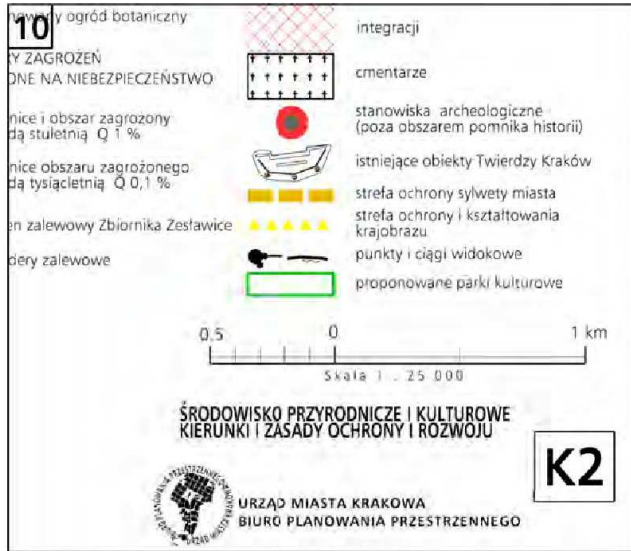 10
nowany ogród botaniczny
RY ZAGROŻEŃ
ONE NA NIEBEZPIECZEŃSTWO
nice i obszar zagrożony
dą stuletnią Q 1 %
nice obszaru zagrożonego
dą tysiącletnią Q 0,1 %
en zalewowy Zbiornika Zesławice
dery zalewowe
integracji
cmentarze
stanowiska archeologiczne
(poza obszarem pomnika historii)
istniejące obiekty Twierdzy Kraków
strefa ochrony sylwety miasta
strefa ochrony i kształtowania
krajobrazu
punkty i ciągi widokowe
proponowane parki kulturowe
0,5 0 1 km
Skala 1 : 25 000
ŚRODOWISKO PRZYRODNICZE I KULTUROWE
KIERUNKI I ZASADY OCHRONY I ROZWOJU
K2
URZĄD MIASTA KRAKOWA
BIURO PLANOWANIA PRZESTRZENNEGO